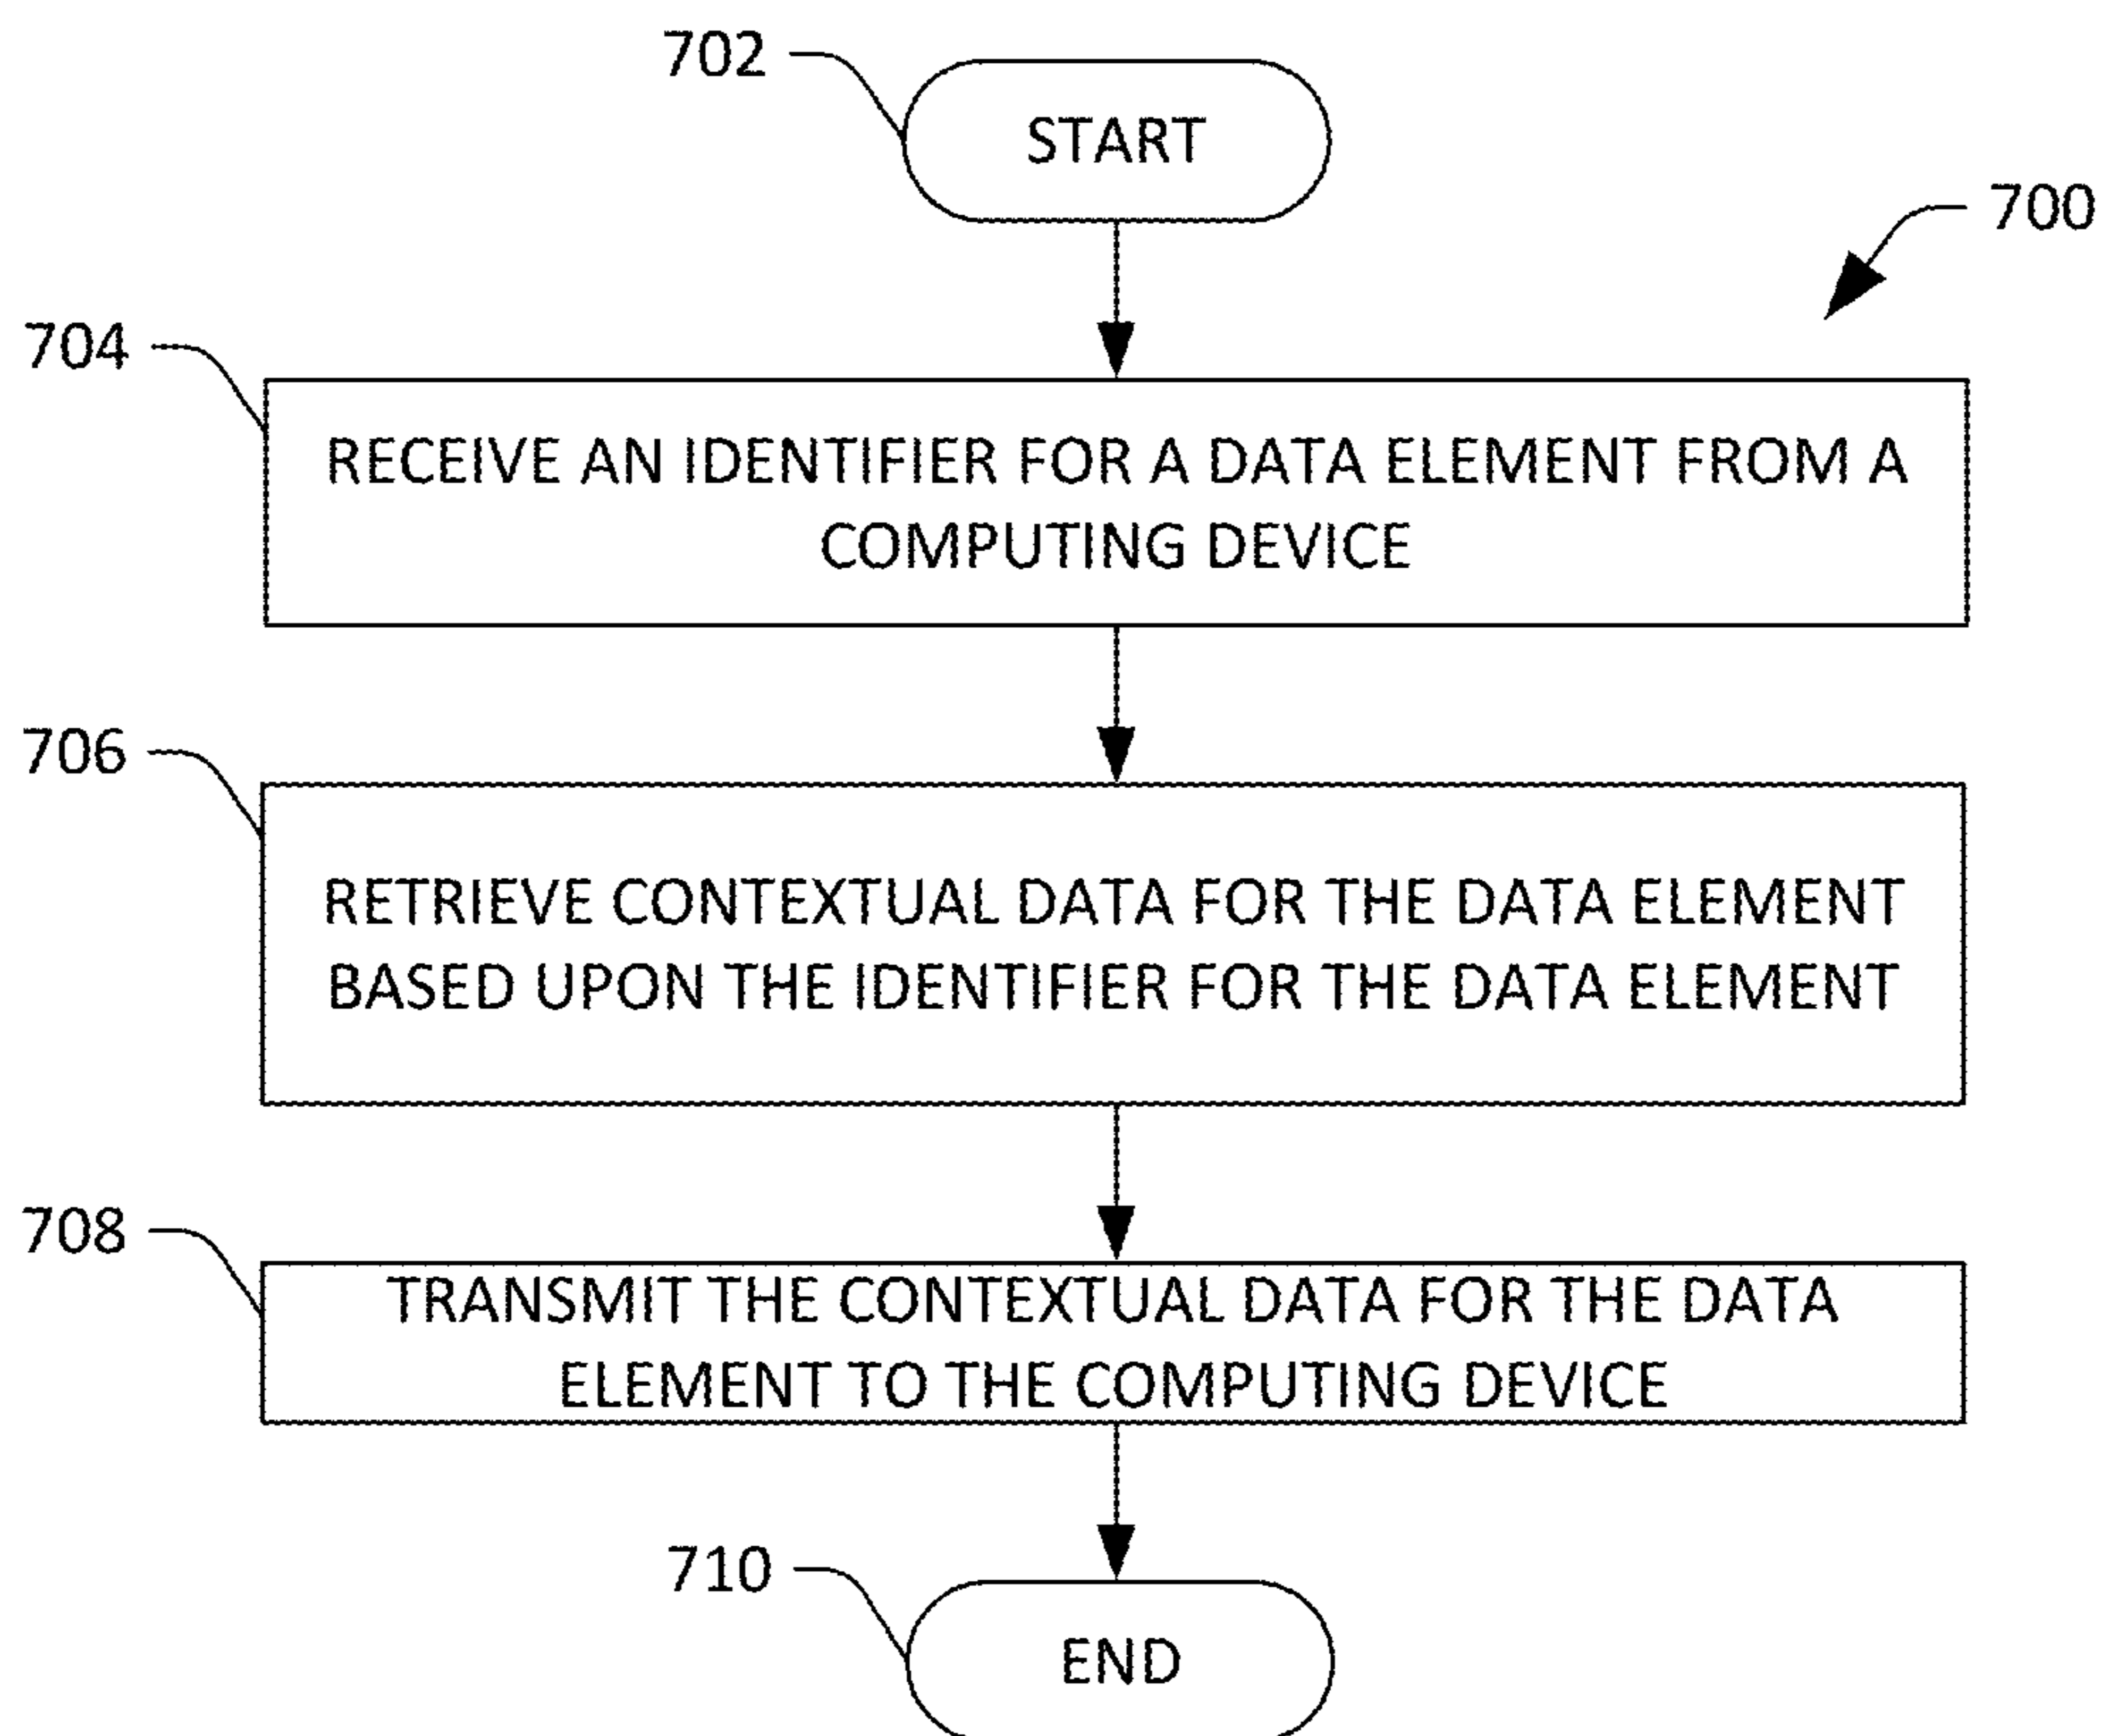 702
START
700
704
RECEIVE AN IDENTIFIER FOR A DATA ELEMENT FROM A
COMPUTING DEVICE
706
RETRIEVE CONTEXTUAL DATA FOR THE DATA ELEMENT
BASED UPON THE IDENTIFIER FOR THE DATA ELEMENT
708
TRANSMIT THE CONTEXTUAL DATA FOR THE DATA
ELEMENT TO THE COMPUTING DEVICE
710
END